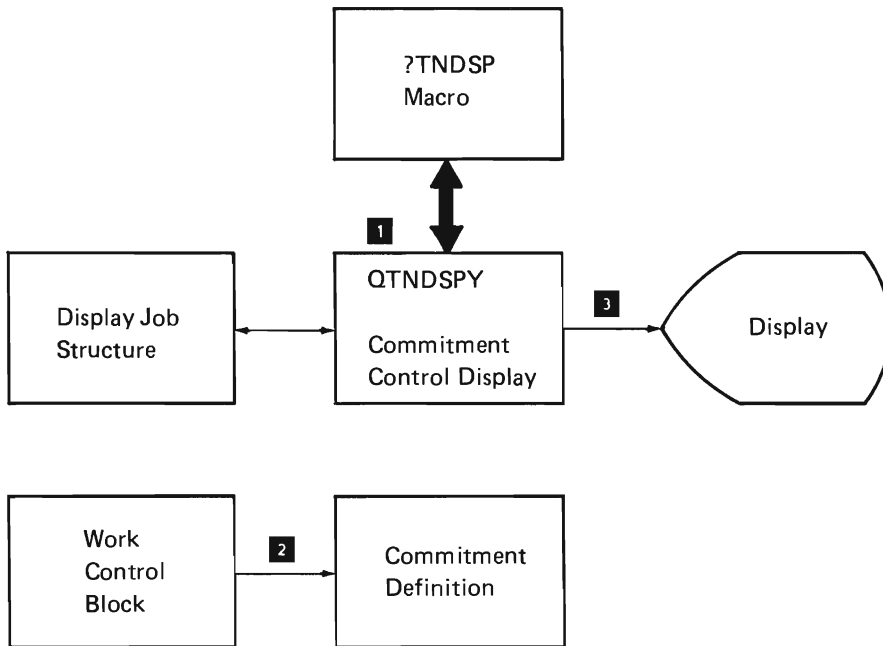 ?TNDSP
Macro
1
QTNDSPY
Commitment
Control Display
Display Job
Structure
3
Display
Work
Control
Block
2
Commitment
Definition